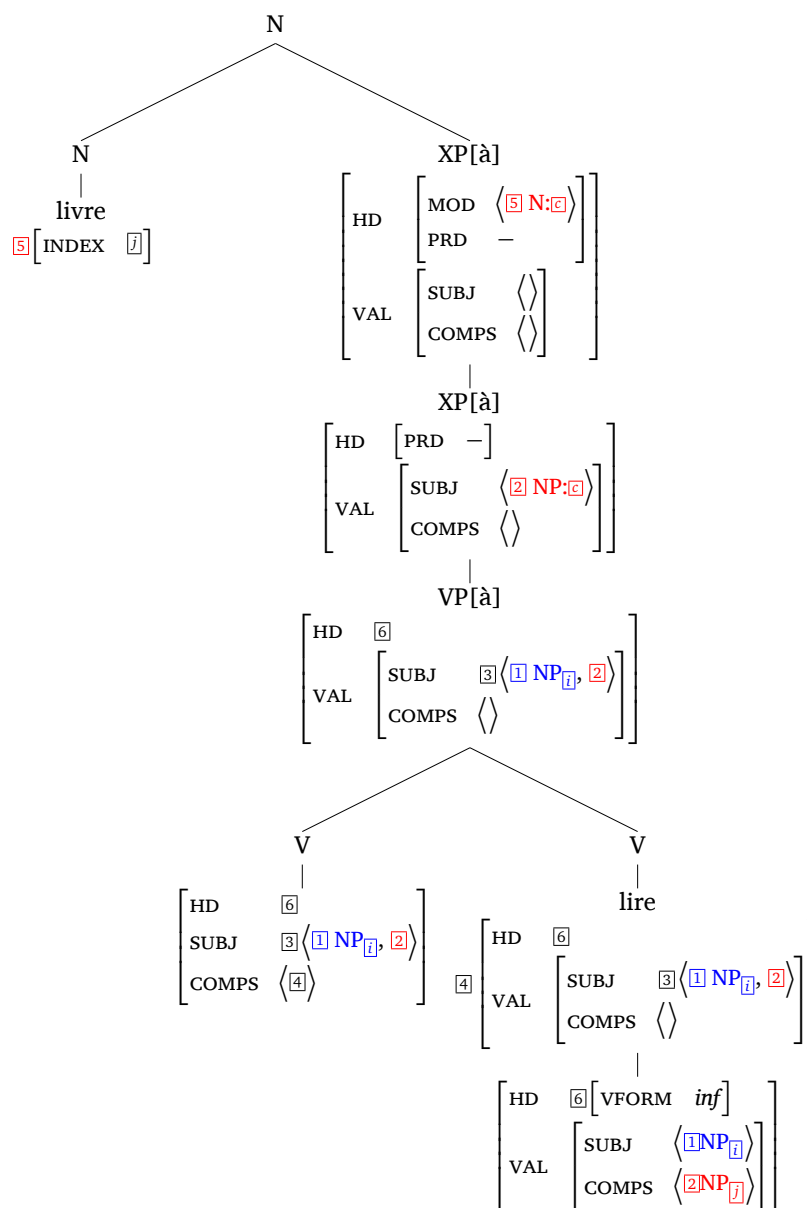 N
N XP[à]
livre
5[INDEX j]
HD [MOD ⟨5 N:c⟩
PRD −]
VAL [SUBJ ⟨⟩
COMPS ⟨⟩]
XP[à]
HD [PRD −]
VAL [SUBJ ⟨2 NP:c⟩
COMPS ⟨⟩]
VP[à]
HD 6
VAL [SUBJ 3⟨1 NPi, 2⟩
COMPS ⟨⟩]
V V
HD 6
SUBJ 3⟨1 NPi, 2⟩
COMPS ⟨4⟩
lire
4 [HD 6
VAL [SUBJ 3⟨1 NPi, 2⟩
COMPS ⟨⟩]]
HD 6[VFORM inf]
VAL [SUBJ ⟨1NPi⟩
COMPS ⟨2NPj⟩]